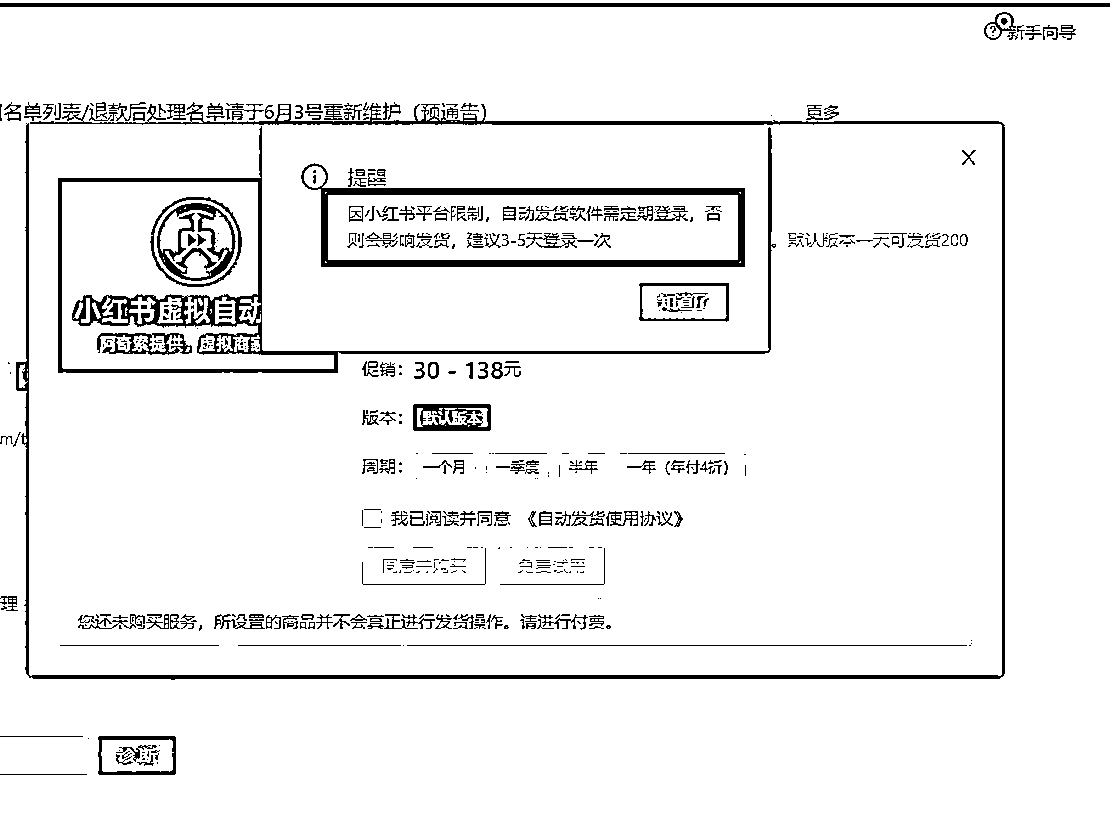 新手向导
名单列表/退款后处理名单请于6月3号重新维护（预通告）
更多
X
提醒
因小红书平台限制，自动发货软件需定期登录，否
则会影响发货，建议3-5天登录一次
知道了
。默认版本一天可发货200
小红书虚拟自动
阿奇索提供，虚拟商家
促销：30 - 138元
版本：默认版本
m/t
周期：一个月 一季度 半年 一年（年付4折）
我已阅读并同意 《自动发货使用协议》
同意并购买 免费试用
理
您还未购买服务，所设置的商品并不会真正进行发货操作。请进行付费。
诊断